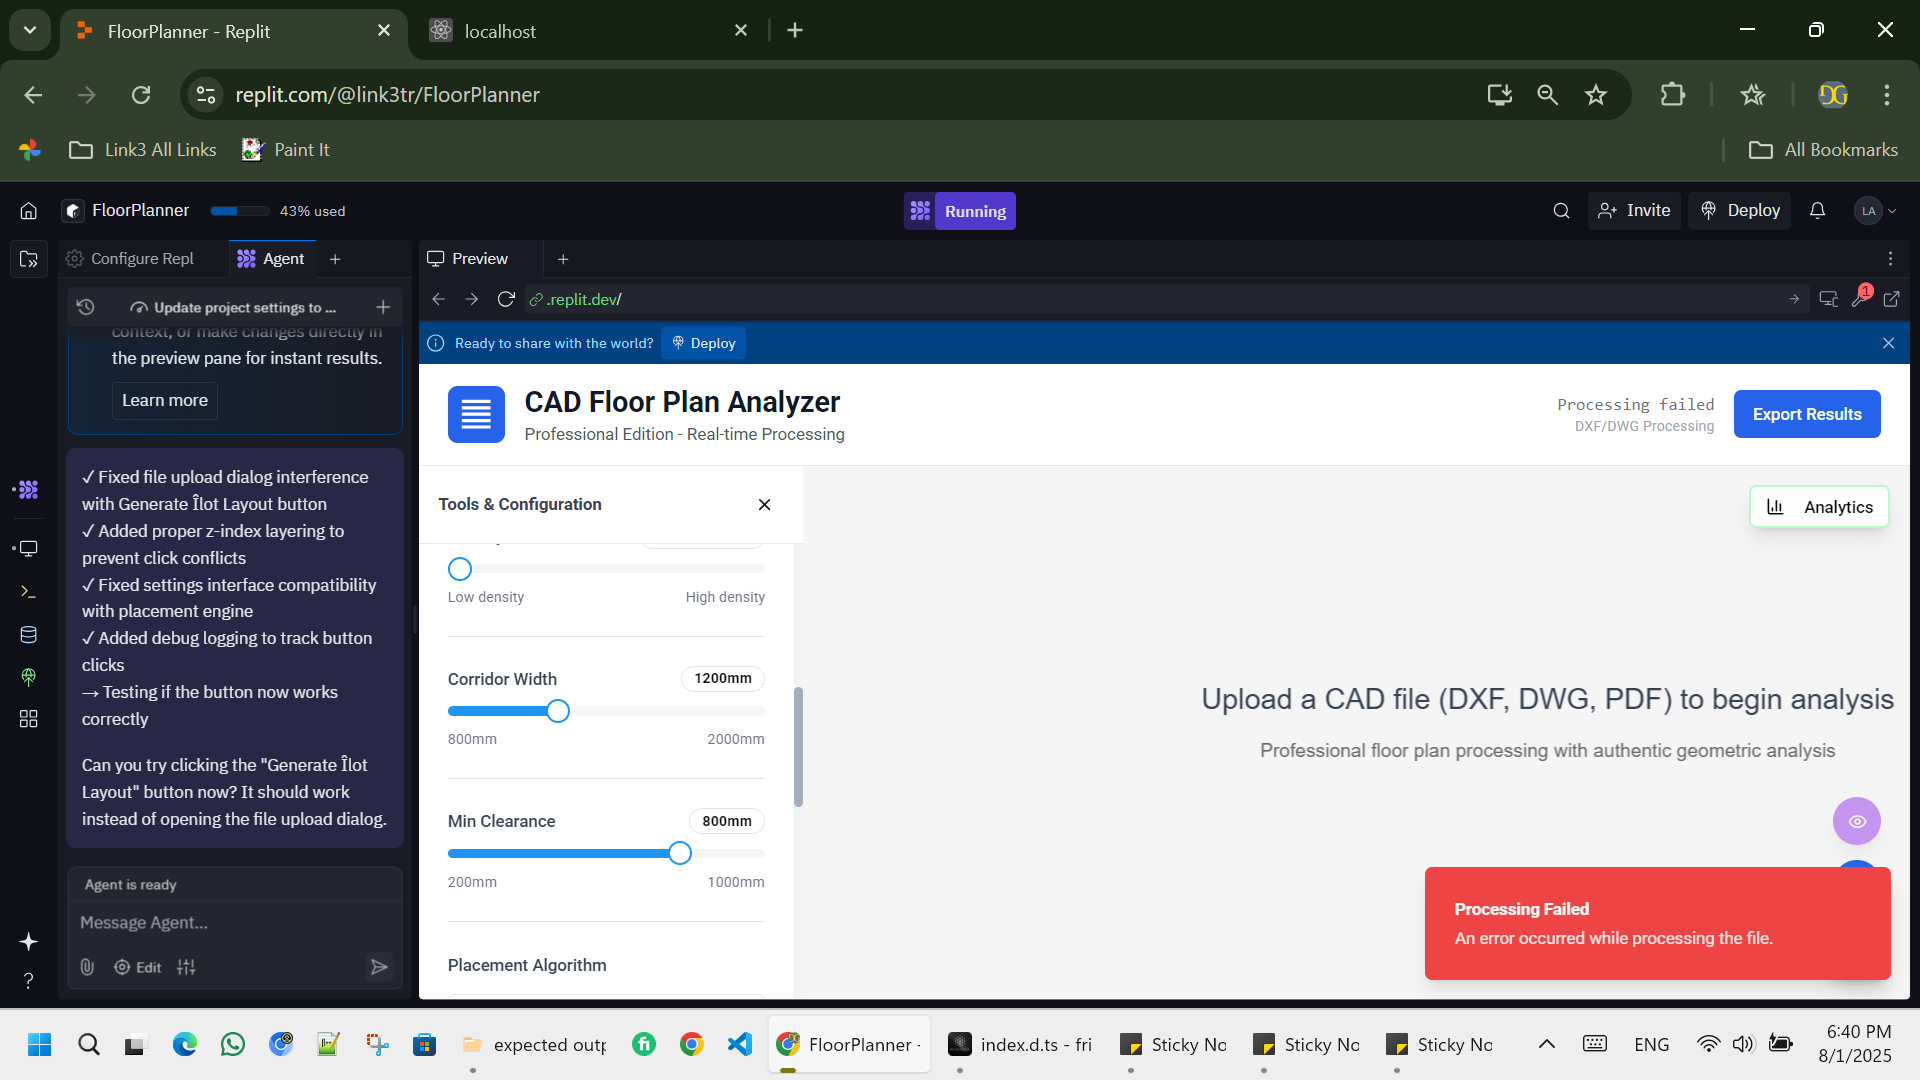 FloorPlanner - Replit
localhost
replit.com/@link3tr/FloorPlanner
DG
Link3 All Links
Paint It
All Bookmarks
FloorPlanner
43% used
Running
Invite
Deploy
LA
Configure Repl
Agent
Preview
Update project settings to ...
.replit.dev/
1
context, or make changes directly in
the preview pane for instant results.
Learn more
Ready to share with the world?
Deploy
CAD Floor Plan Analyzer
Professional Edition - Real-time Processing
Processing failed
DXF/DWG Processing
Export Results
✓ Fixed file upload dialog interference
with Generate Îlot Layout button
✓ Added proper z-index layering to
prevent click conflicts
✓ Fixed settings interface compatibility
with placement engine
✓ Added debug logging to track button
clicks
→ Testing if the button now works
correctly
Can you try clicking the "Generate Îlot
Layout" button now? It should work
instead of opening the file upload dialog.
Agent is ready
Message Agent...
Edit
Tools & Configuration
Low density
High density
Corridor Width
1200mm
800mm
2000mm
Min Clearance
800mm
200mm
1000mm
Placement Algorithm
Analytics
Upload a CAD file (DXF, DWG, PDF) to begin analysis
Professional floor plan processing with authentic geometric analysis
Processing Failed
An error occurred while processing the file.
?
expected outp
fi
FloorPlanner -
index.d.ts - fri
Sticky No
Sticky No
Sticky No
ENG
6:40 PM
8/1/2025